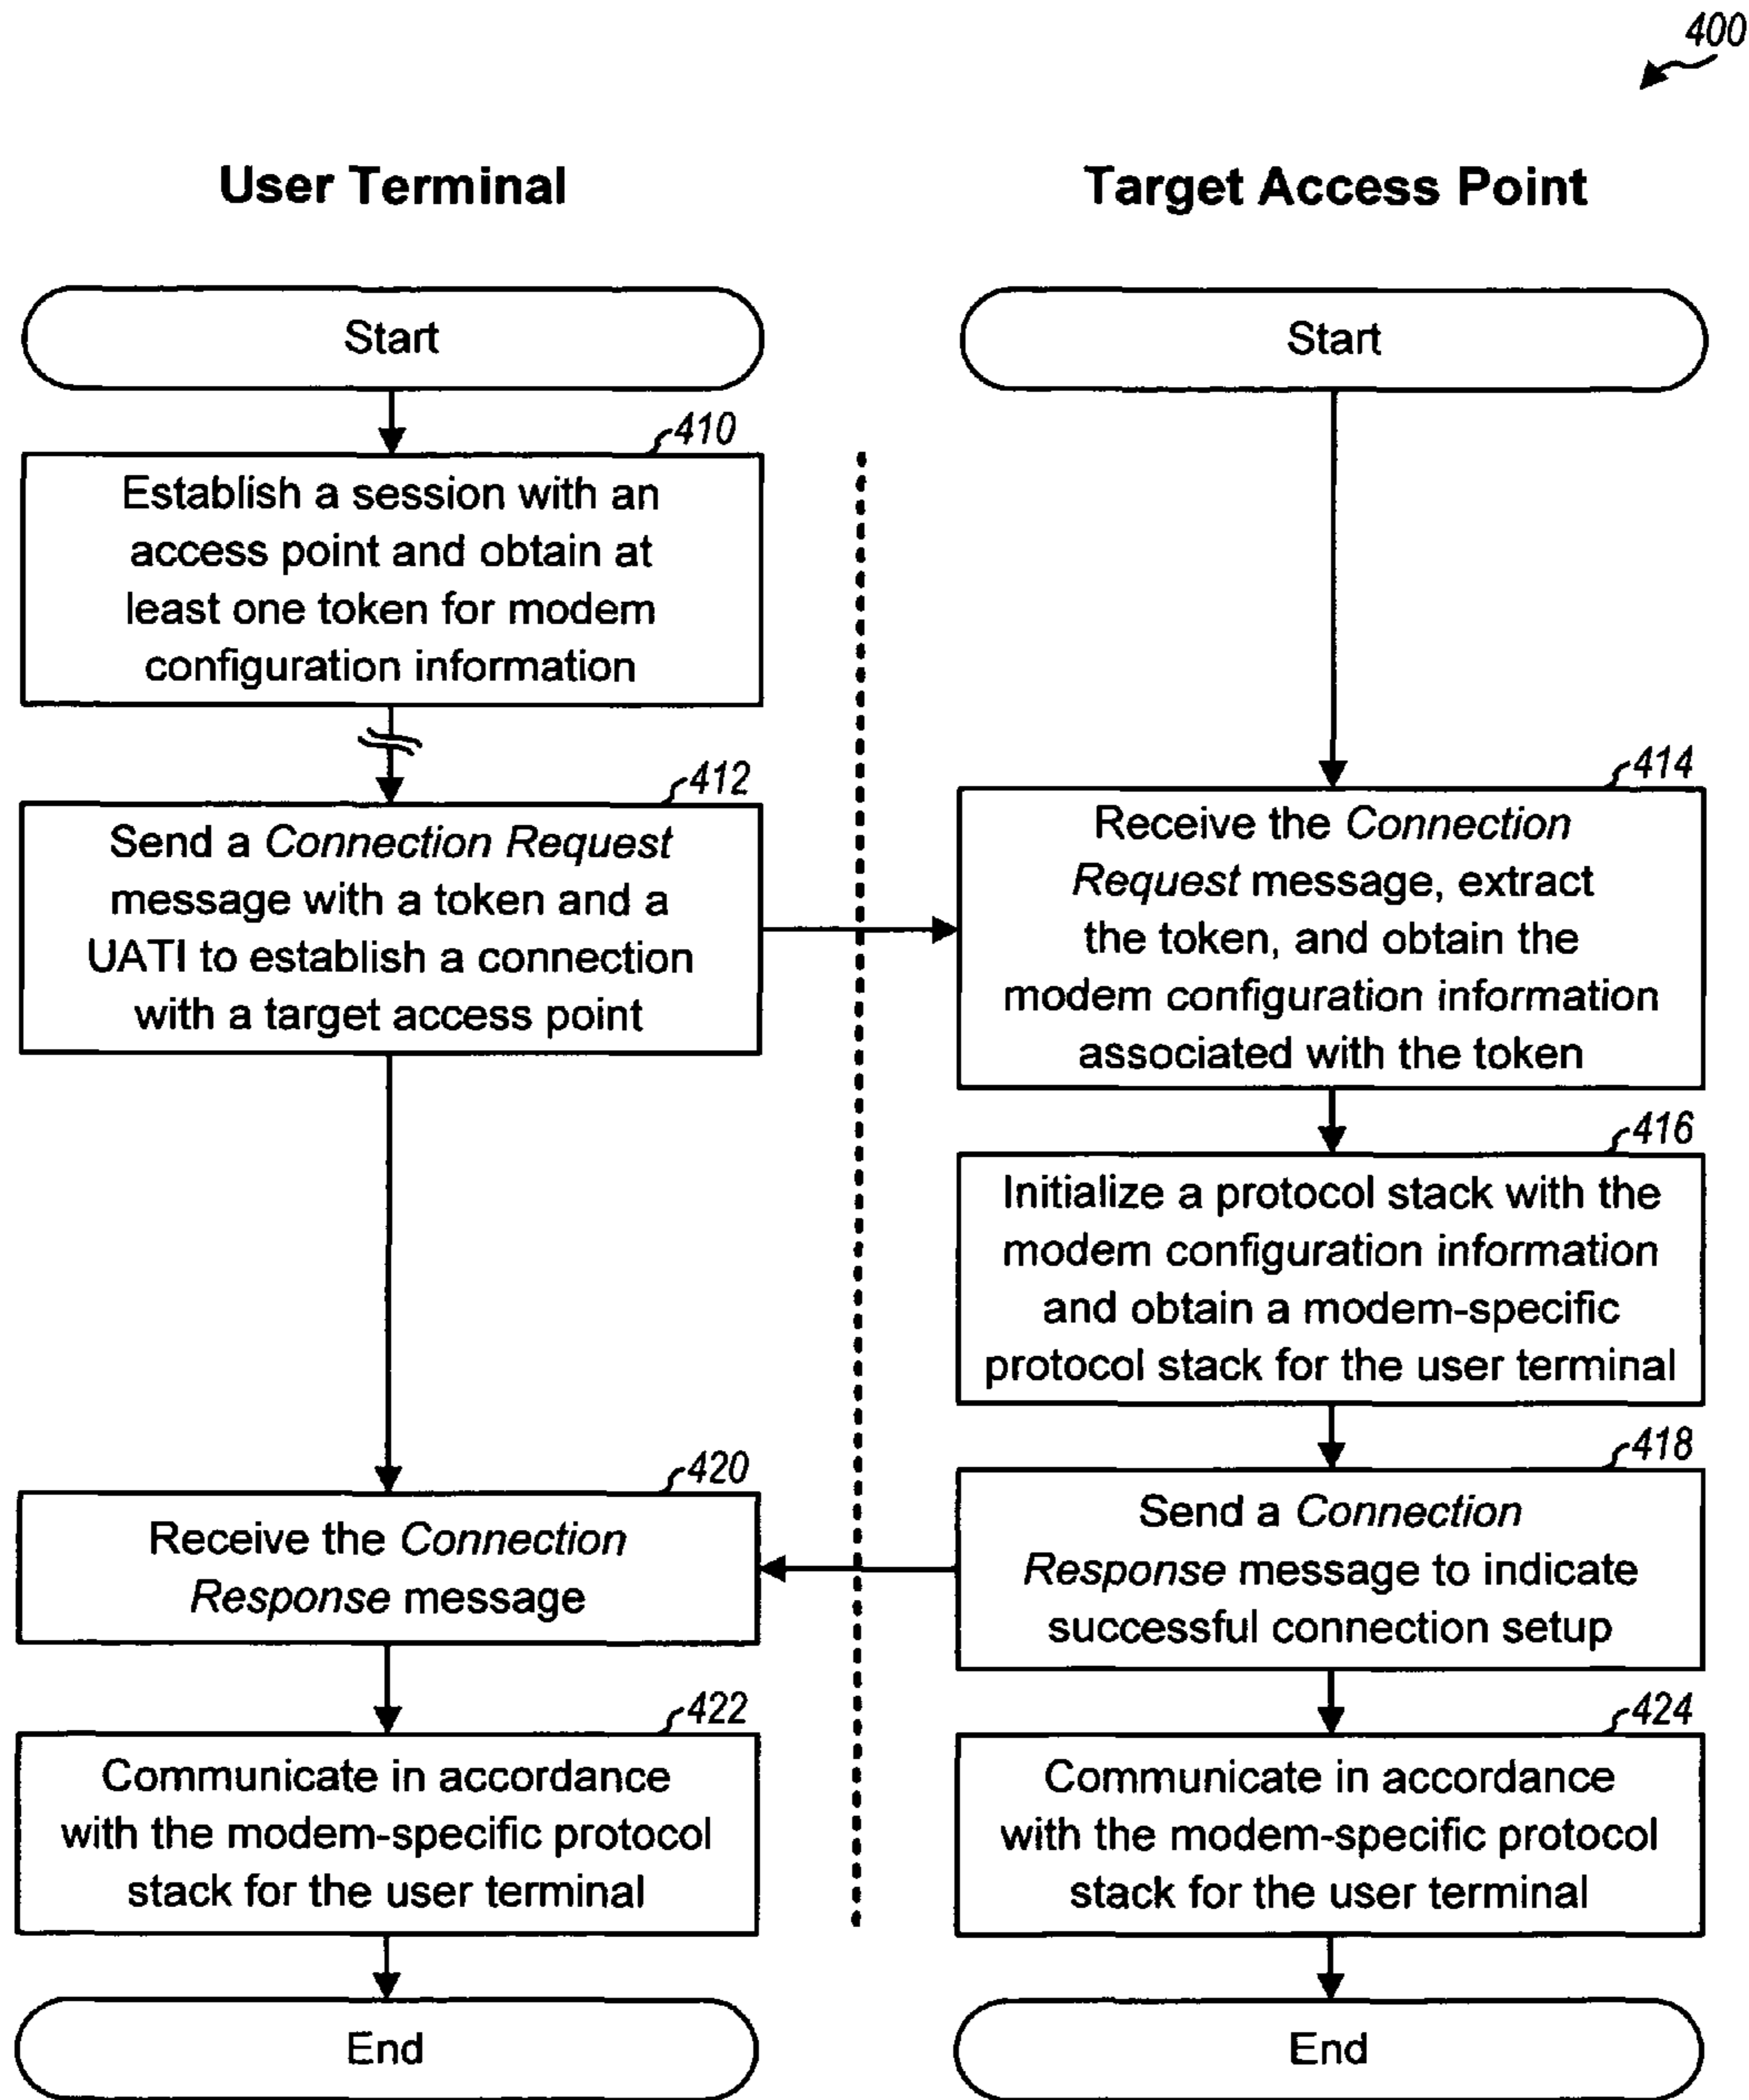 400
User Terminal
Target Access Point
Start
Start
410
Establish a session with an
access point and obtain at
least one token for modem
configuration information
412
Send a Connection Request
message with a token and a
UATI to establish a connection
with a target access point
414
Receive the Connection
Request message, extract
the token, and obtain the
modem configuration information
associated with the token
416
Initialize a protocol stack with the
modem configuration information
and obtain a modem-specific
protocol stack for the user terminal
418
Send a Connection
Response message to indicate
successful connection setup
420
Receive the Connection
Response message
422
Communicate in accordance
with the modem-specific protocol
stack for the user terminal
424
Communicate in accordance
with the modem-specific protocol
stack for the user terminal
End
End